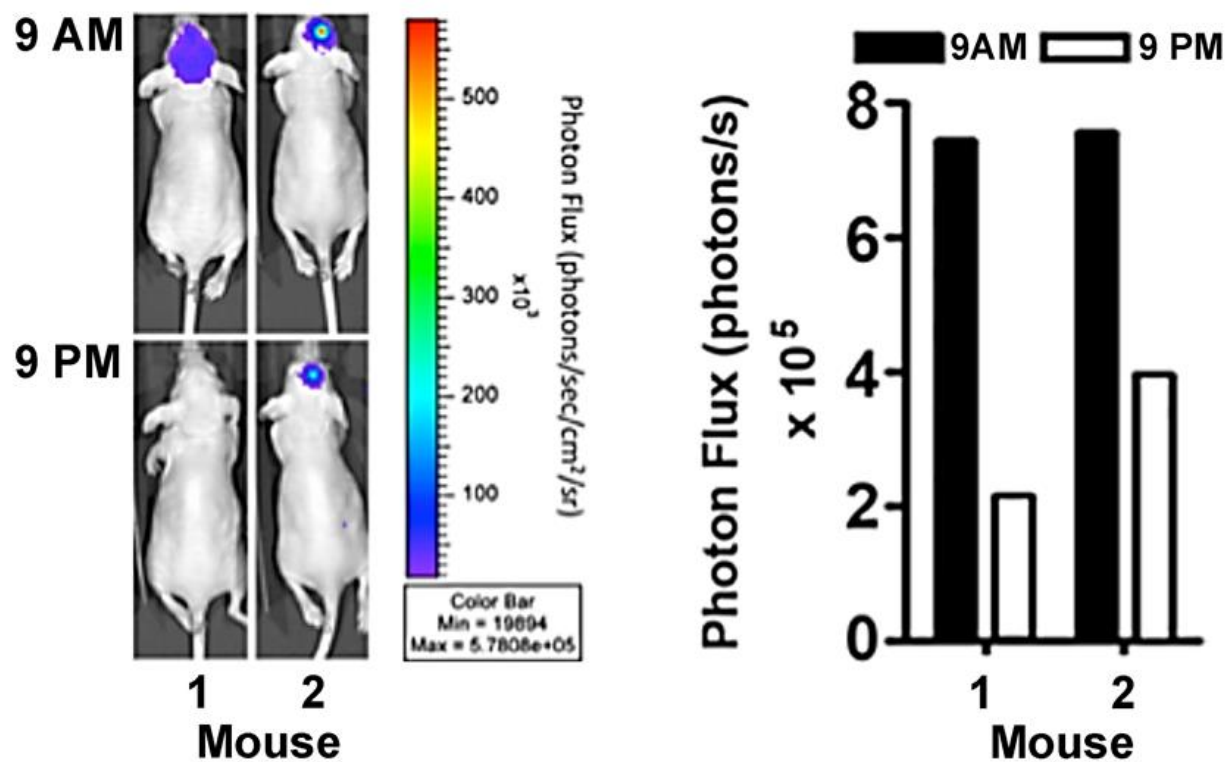 9 AM
9 PM
1 2
Mouse
500
400
300
200
100
x10³
Photon Flux (photons/sec/cm²/sr)
Color Bar
Min = 19894
Max = 5.7808e+05
9AM 9 PM
Photon Flux (photons/s)
x 10⁵
8
6
4
2
0
1 2
Mouse